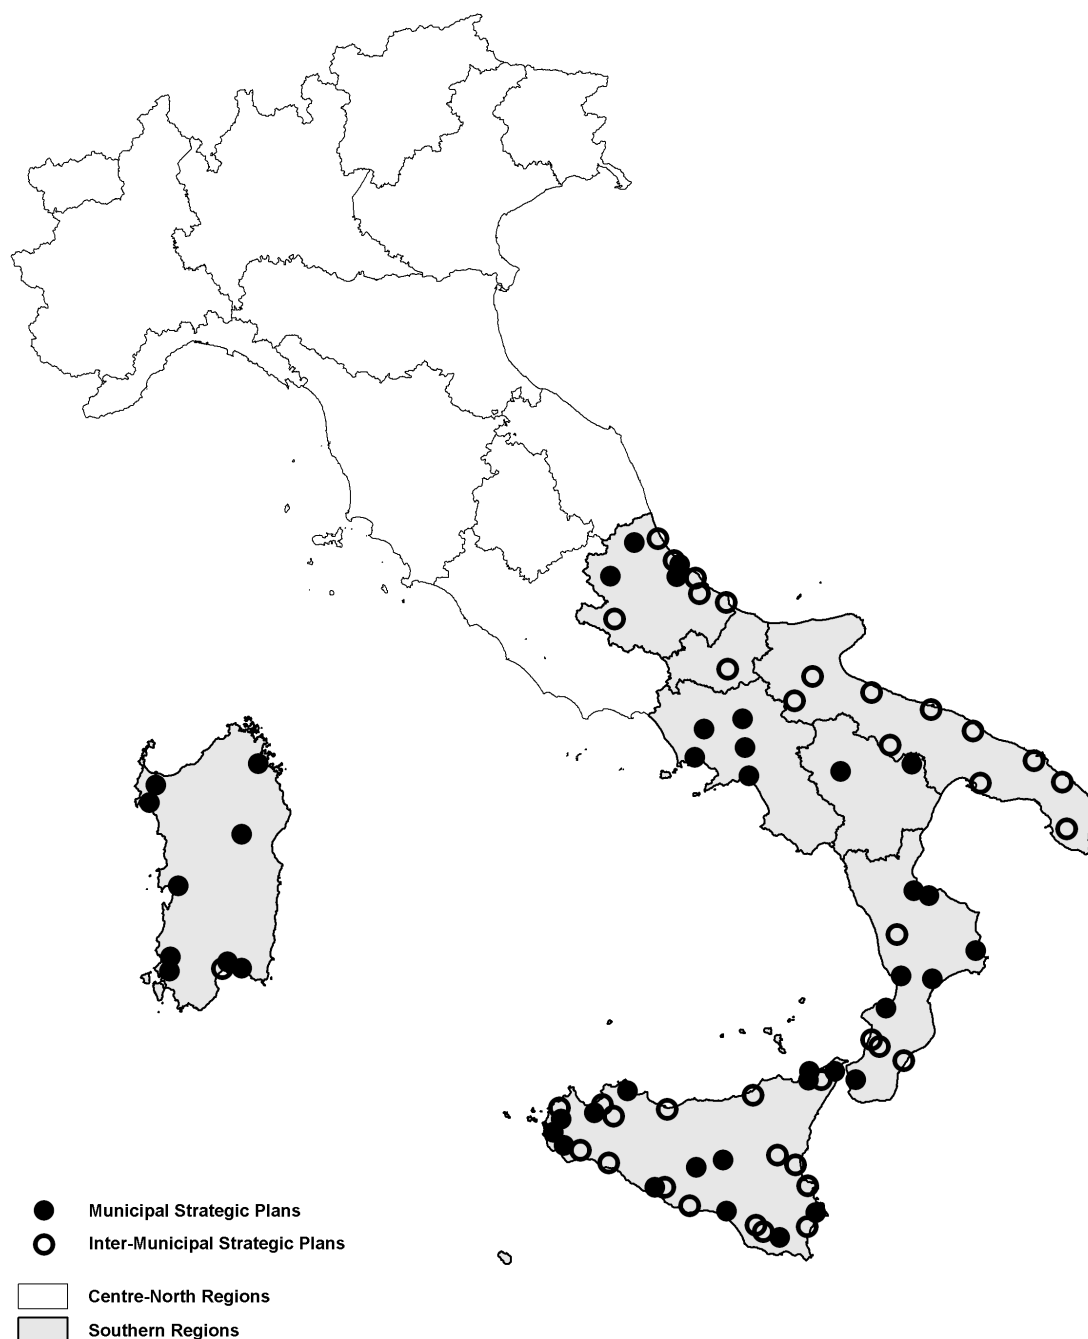 Municipal Strategic Plans
Inter-Municipal Strategic Plans
Centre-North Regions
Southern Regions